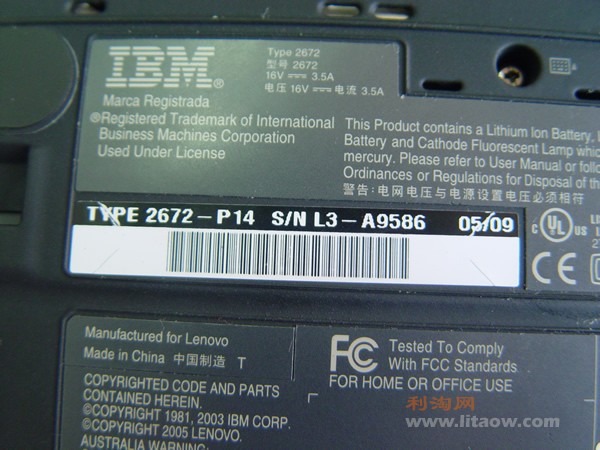 IBM®
Type 2672
型号 2672
16V 3.5A
电压 16V 电流 3.5A
Marca Registrada
®Registered Trademark of International
Business Machines Corporation
Used Under License
This Product contains a Lithium Ion Battery, L
Battery and Cathode Fluorescent Lamp whic
mercury. Please refer to User Manual or follo
Ordinances or Regulations for Disposal of the
警告:电网电压与电源设置电压必须相符
TYPE 2672-P14 S/N L3-A9586 05/09
c UL us LIS
CE
Manufactured for Lenovo
Made in China 中国制造 T
COPYRIGHTED CODE AND PARTS
CONTAINED HEREIN.
©COPYRIGHT 1981, 2003 IBM CORP.
©COPYRIGHT 2005 LENOVO.
AUSTRALIA WARNING:
FC Tested To Comply
With FCC Standards
FOR HOME OR OFFICE USE
利淘网
www.litaow.com